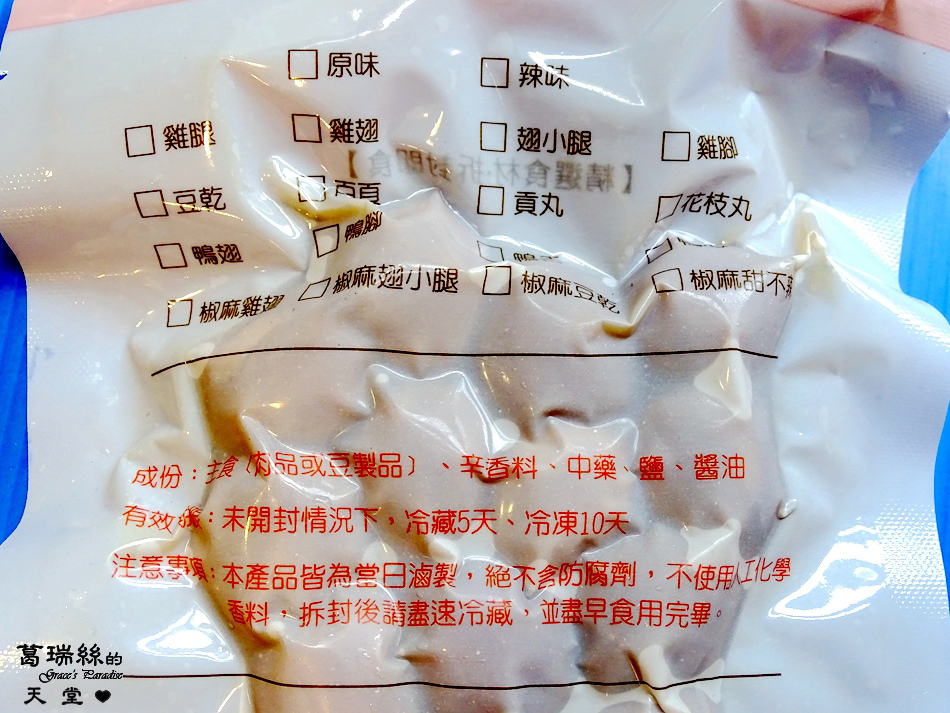 □ 原味 □ 辣味
□ 雞腿 □ 雞翅 □ 翅小腿 □ 雞腳
【精選食材·拆封即食】
□ 豆乾 □ 百頁 □ 貢丸 □ 花枝丸
□ 鴨翅 □ 鴨腳 □ □
□ 椒麻雞翅 □ 椒麻翅小腿 □ 椒麻豆乾 □ 椒麻甜不
成份：主食（肉品或豆製品）、辛香料、中藥、鹽、醬油
有效：未開封情況下，冷藏5天、冷凍10天
注意事項：本產品皆為當日滷製，絕不含防腐劑，不使用人工化學
香料，拆封後請盡速冷藏，並盡早食用完畢。
葛瑞絲的
Grace's Paradise
天堂